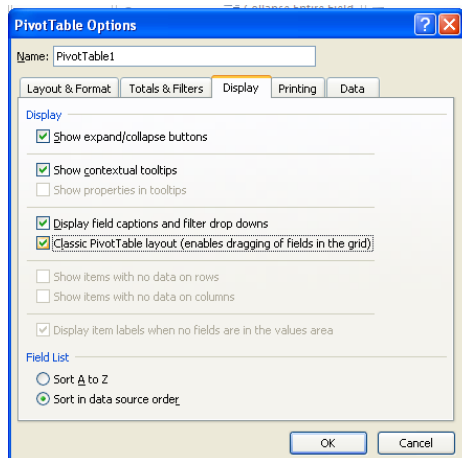 PivotTable Options
Name: PivotTable1
Layout & Format Totals & Filters Display Printing Data
Display
Show expand/collapse buttons
Show contextual tooltips
Show properties in tooltips
Display field captions and filter drop downs
Classic PivotTable layout (enables dragging of fields in the grid)
Show items with no data on rows
Show items with no data on columns
Display item labels when no fields are in the values area
Field List
Sort A to Z
Sort in data source order
OK Cancel